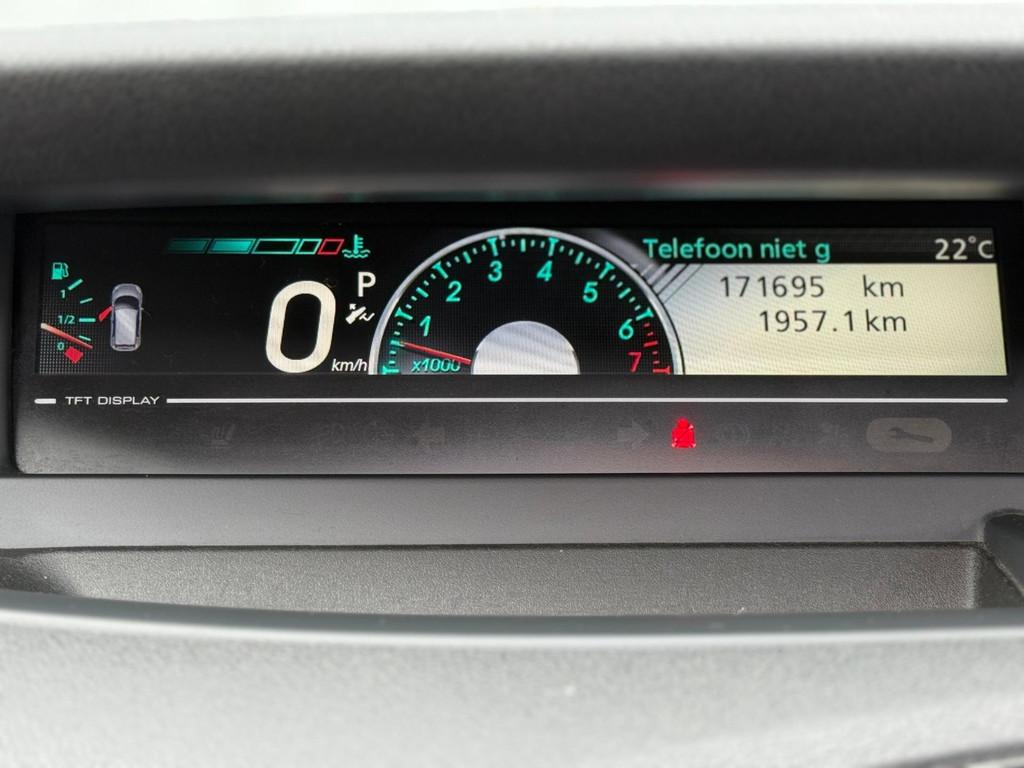 Telefoon niet g 22°C
171695 km
1957.1 km
1
1/2
0
P
0 km/h
1 2 3 4 5 6 7
x1000
TFT DISPLAY